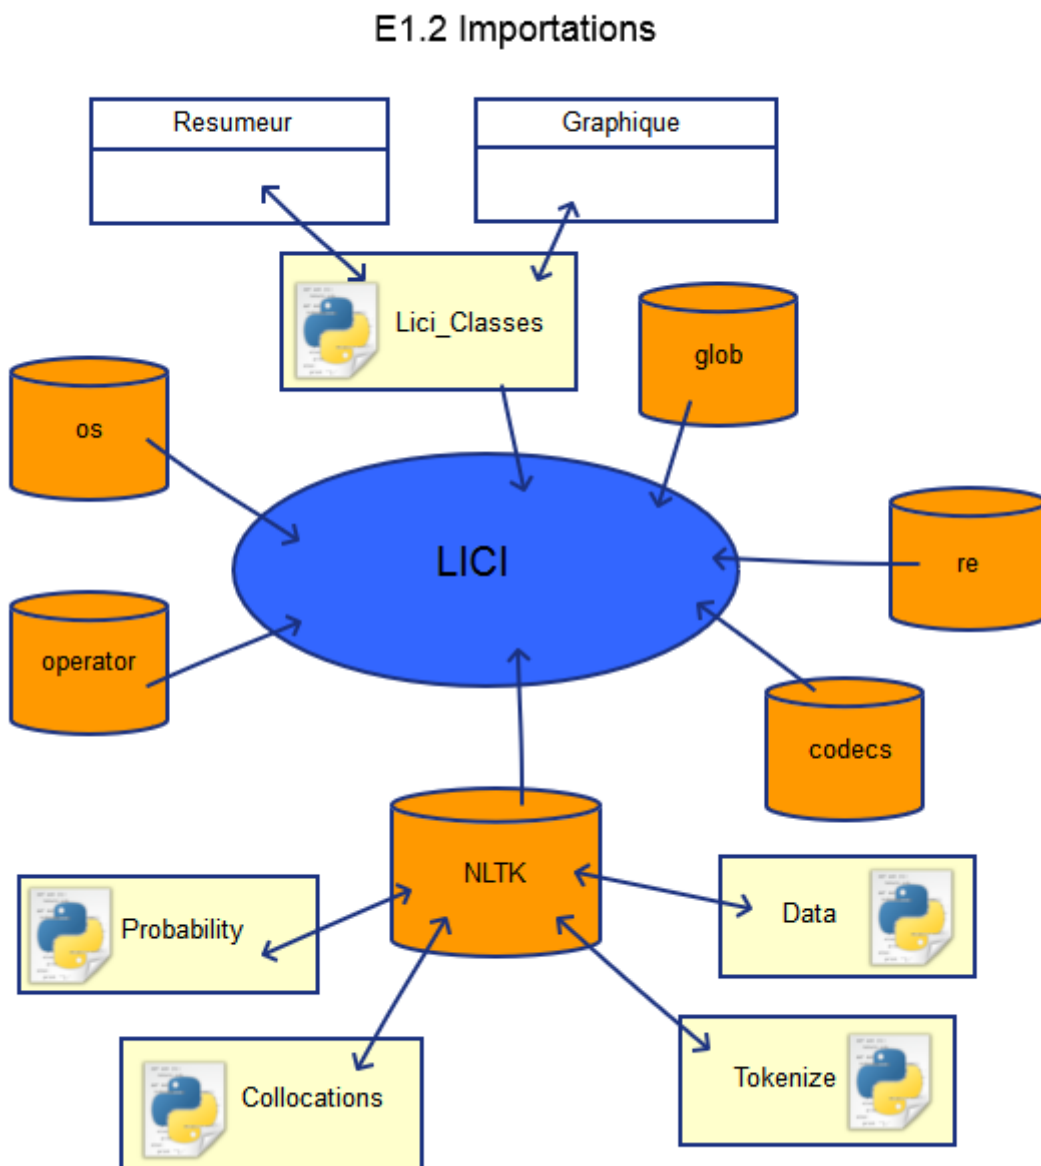 E1.2 Importations
Resumeur
Graphique
Lici_Classes
glob
os
LICI
re
operator
codecs
NLTK
Probability
Data
Collocations
Tokenize